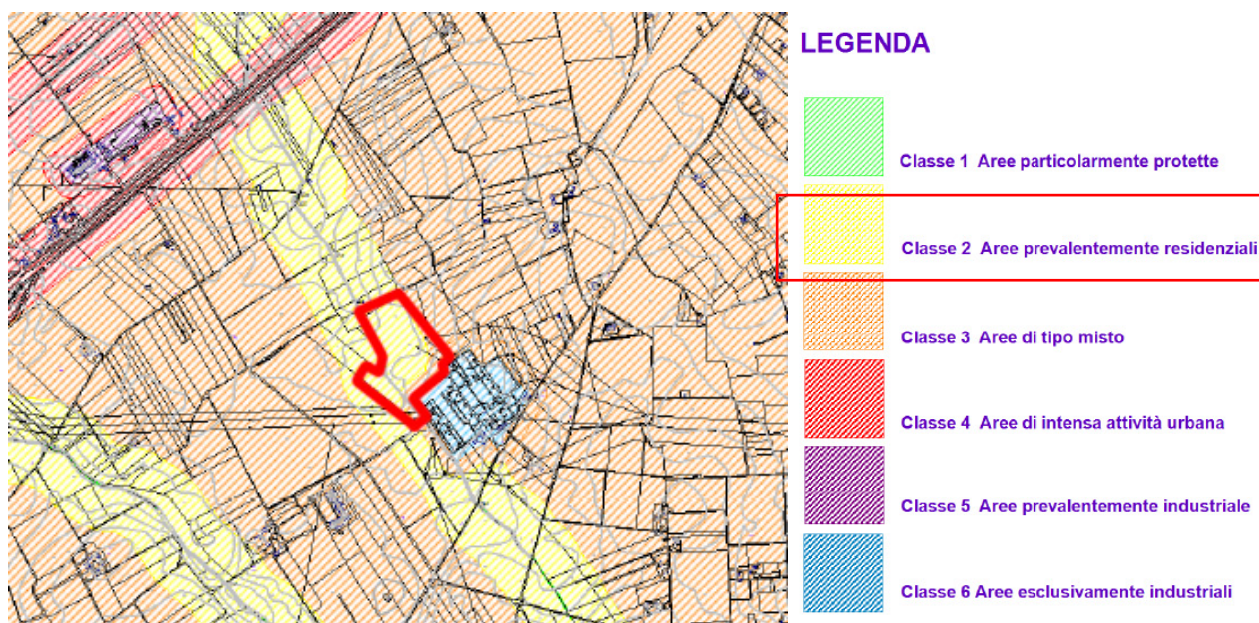 LEGENDA
Classe 1 Aree particolarmente protette
Classe 2 Aree prevalentemente residenziali
Classe 3 Aree di tipo misto
Classe 4 Aree di intensa attività urbana
Classe 5 Aree prevalentemente industriale
Classe 6 Aree esclusivamente industriali